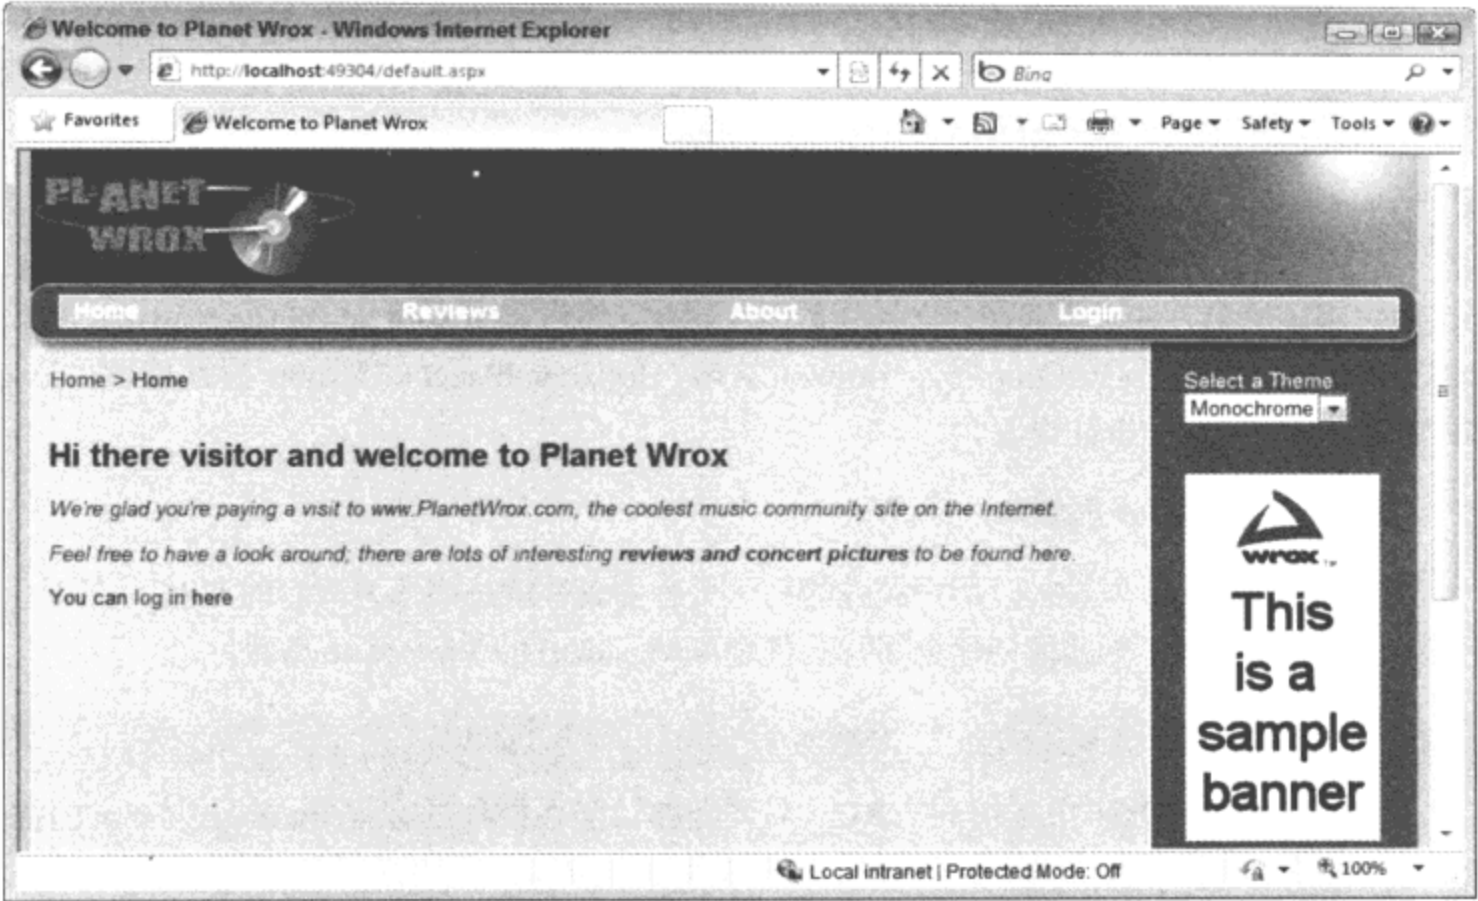 Welcome to Planet Wrox - Windows Internet Explorer
http://localhost:49304/default.aspx
Bing
Favorites
Welcome to Planet Wrox
Page
Safety
Tools
PLANET
WROX
Home
Reviews
About
Login
Home > Home
Select a Theme
Monochrome
Hi there visitor and welcome to Planet Wrox
We're glad you're paying a visit to www.PlanetWrox.com, the coolest music community site on the Internet.
Feel free to have a look around; there are lots of interesting reviews and concert pictures to be found here.
You can log in here
wrox™
This
is a
sample
banner
Local intranet | Protected Mode: Off
100%